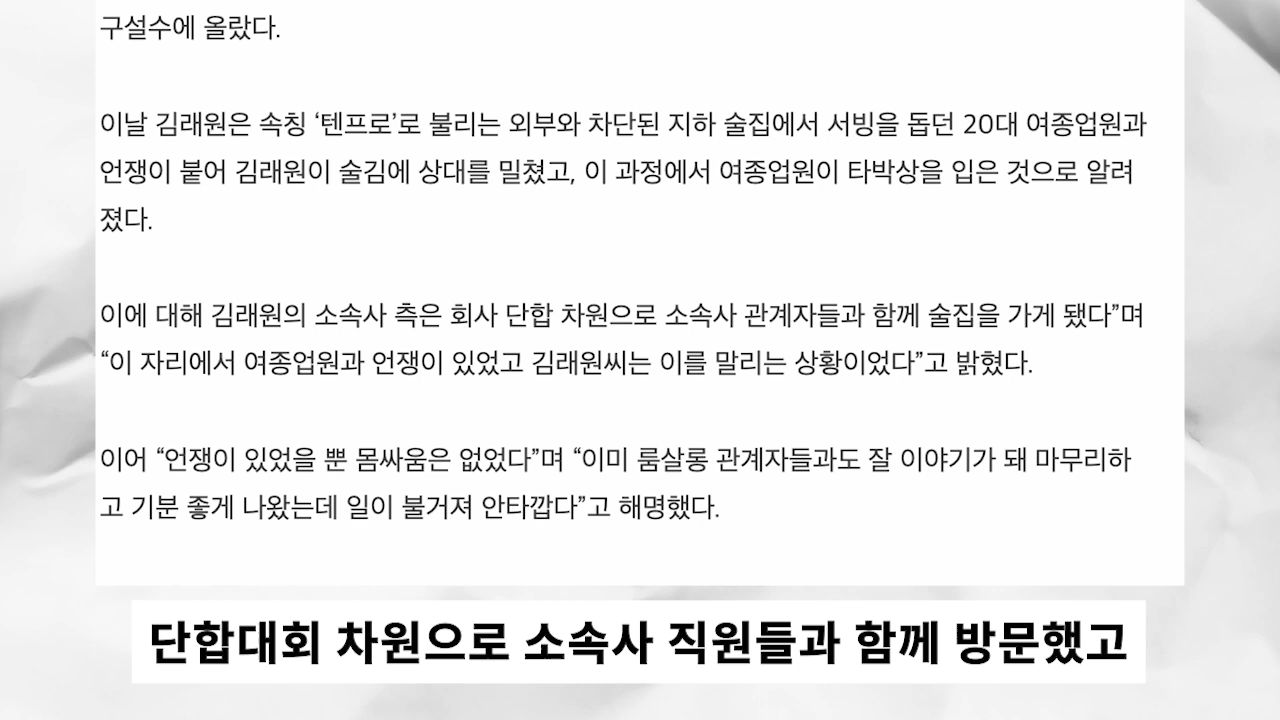 구설수에 올랐다.
이날 김래원은 속칭 ‘텐프로’로 불리는 외부와 차단된 지하 술집에서 서빙을 돕던 20대 여종업원과
언쟁이 붙어 김래원이 술김에 상대를 밀쳤고, 이 과정에서 여종업원이 타박상을 입은 것으로 알려
졌다.
이에 대해 김래원의 소속사 측은 회사 단합 차원으로 소속사 관계자들과 함께 술집을 가게 됐다”며
“이 자리에서 여종업원과 언쟁이 있었고 김래원씨는 이를 말리는 상황이었다”고 밝혔다.
이어 “언쟁이 있었을 뿐 몸싸움은 없었다”며 “이미 룸살롱 관계자들과도 잘 이야기가 돼 마무리하
고 기분 좋게 나왔는데 일이 불거져 안타깝다”고 해명했다.
단합대회 차원으로 소속사 직원들과 함께 방문했고